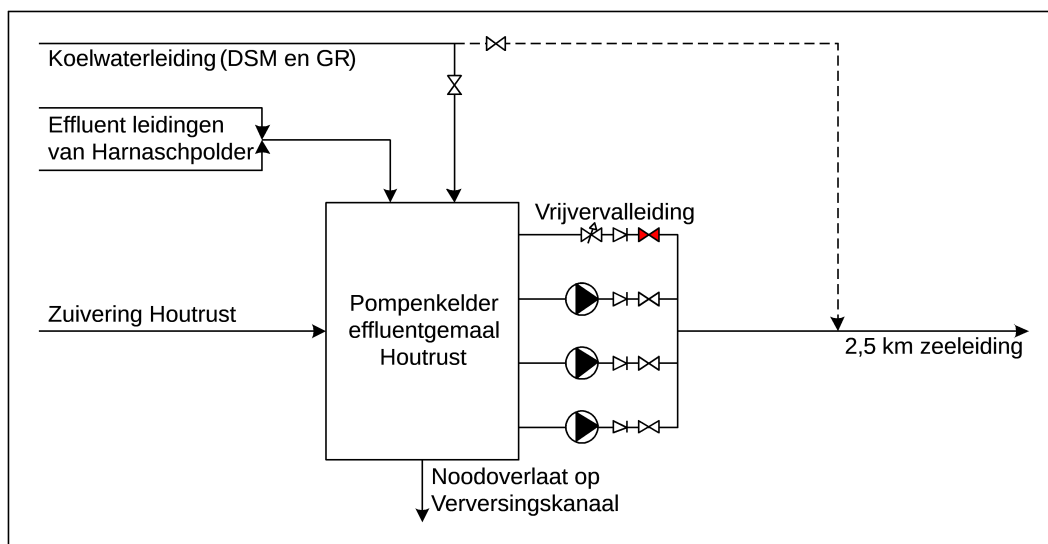 Koelwaterleiding (DSM en GR)
Effluent leidingen
van Harnaschpolder
Vrijvervalleiding
Zuivering Houtrust
Pompenkelder
effluentgemaal
Houtrust
2,5 km zeeleiding
Noodoverlaat op
Verversingskanaal